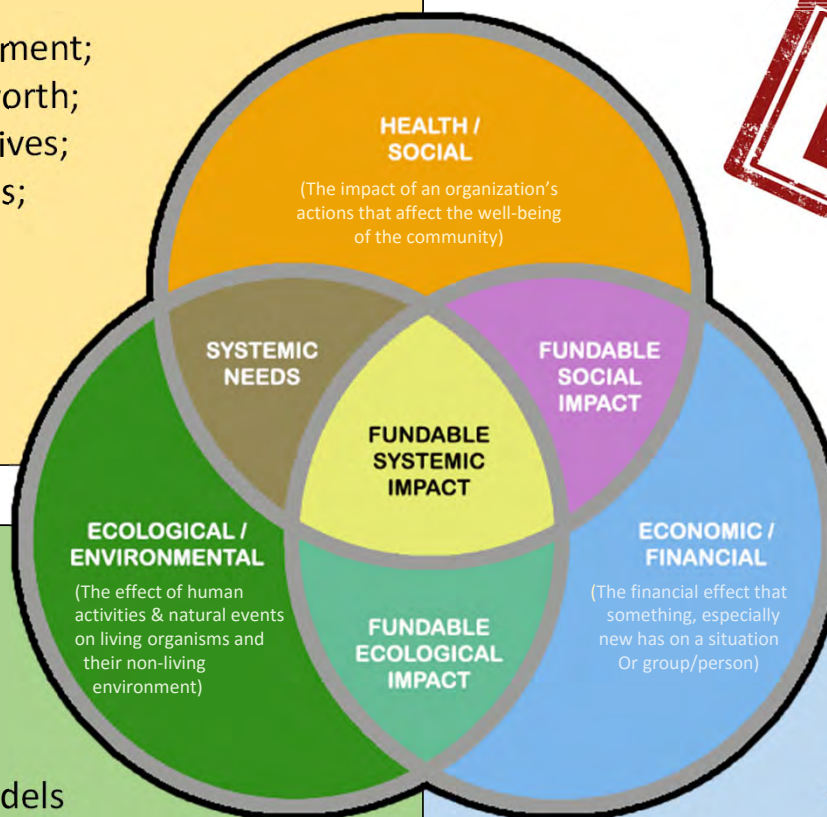 ment;
orth;
ives;
s;
HEALTH /
SOCIAL
(The impact of an organization's
actions that affect the well-being
of the community)
SYSTEMIC
NEEDS
FUNDABLE
SOCIAL
IMPACT
FUNDABLE
SYSTEMIC
IMPACT
ECOLOGICAL /
ENVIRONMENTAL
(The effect of human
activities & natural events
on living organisms and
their non-living
environment)
ECONOMIC /
FINANCIAL
(The financial effect that
something, especially
new has on a situation
Or group/person)
FUNDABLE
ECOLOGICAL
IMPACT
dels